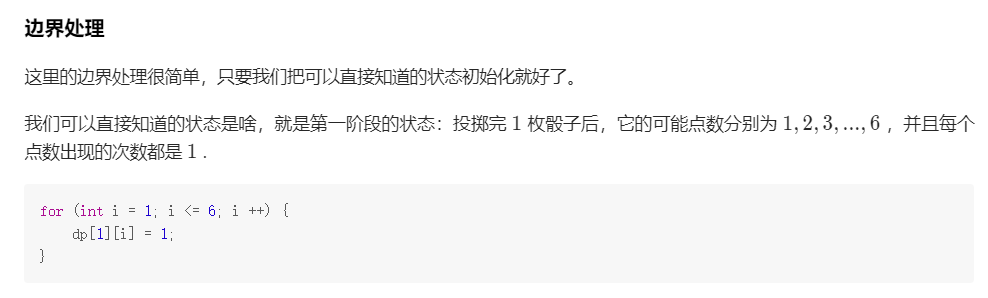 边界处理
这里的边界处理很简单，只要我们把可以直接知道的状态初始化就好了。
我们可以直接知道的状态是啥，就是第一阶段的状态：投掷完 1 枚骰子后，它的可能点数分别为 1, 2, 3, ..., 6 ，并且每个
点数出现的次数都是 1 .
for (int i = 1; i <= 6; i ++) {
    dp[1][i] = 1;
}